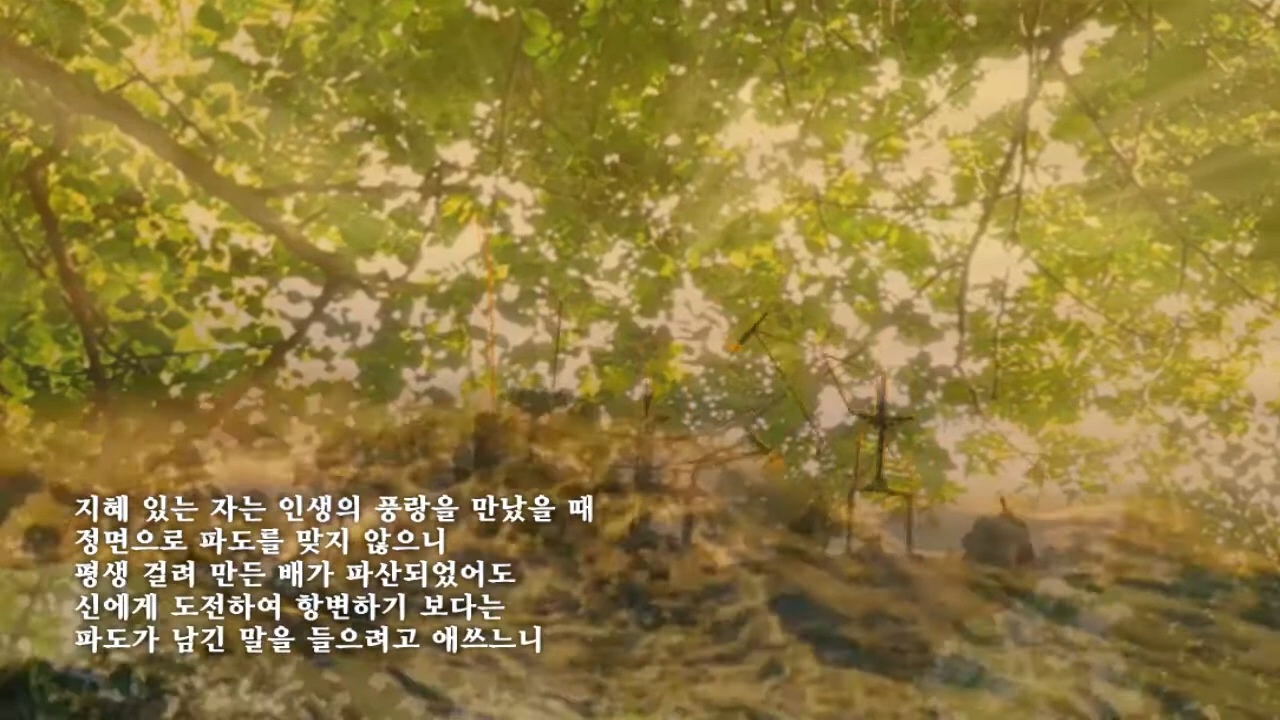 지혜 있는 자는 인생의 풍랑을 만났을 때
정면으로 파도를 맞지 않으니
평생 걸려 만든 배가 파산되었어도
신에게 도전하여 항변하기 보다는
파도가 남긴 말을 들으려고 애쓰느니